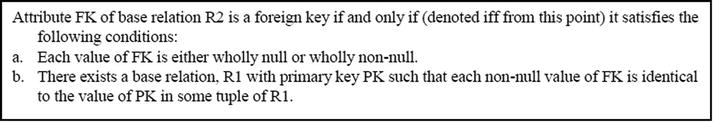 Attribute FK of base relation R2 is a foreign key if and only if (denoted iff from this point) it satisfies the
following conditions:
a. Each value of FK is either wholly null or wholly non-null.
b. There exists a base relation, R1 with primary key PK such that each non-null value of FK is identical
to the value of PK in some tuple of R1.